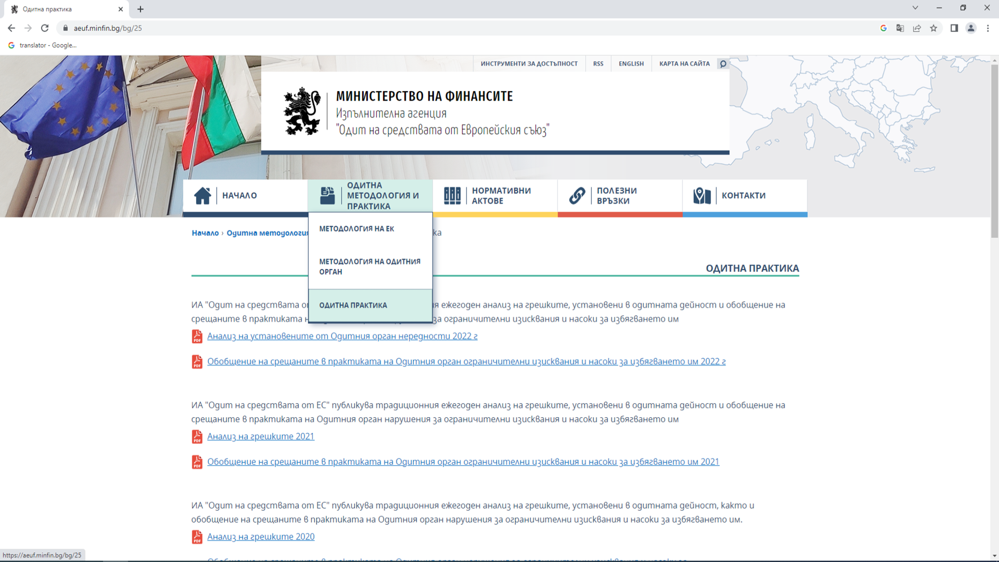 Одитна практика
aeuf.minfin.bg/bg/25
translator - Google...
ИНСТРУМЕНТИ ЗА ДОСТЪПНОСТ
RSS
ENGLISH
КАРТА НА САЙТА
МИНИСТЕРСТВО НА ФИНАНСИТЕ
Изпълнителна агенция
"Одит на средствата от Европейския съюз"
НАЧАЛО
ОДИТНА
МЕТОДОЛОГИЯ И
ПРАКТИКА
НОРМАТИВНИ
АКТОВЕ
ПОЛЕЗНИ
ВРЪЗКИ
КОНТАКТИ
МЕТОДОЛОГИЯ НА ЕК
МЕТОДОЛОГИЯ НА ОДИТНИЯ
ОРГАН
ОДИТНА ПРАКТИКА
Начало › Одитна методология
ОДИТНА ПРАКТИКА
ИА "Одит на средствата ежегоден анализ на грешките, установени в одитната дейност и обобщение на
срещаните в практиката за ограничителни изисквания и насоки за избягването им
PDF Анализ на установените от Одитния орган нередности 2022 г
PDF Обобщение на срещаните в практиката на Одитния орган ограничителни изисквания и насоки за избягването им 2022 г
ИА "Одит на средствата от ЕС" публикува традиционния ежегоден анализ на грешките, установени в одитната дейност и обобщение на
срещаните в практиката на Одитния орган нарушения за ограничителни изисквания и насоки за избягването им
PDF Анализ на грешките 2021
PDF Обобщение на срещаните в практиката на Одитния орган ограничителни изисквания и насоки за избягването им 2021
ИА "Одит на средствата от ЕС" публикува традиционния ежегоден анализ на грешките, установени в одитната дейност, както и
обобщение на срещаните в практиката на Одитния орган нарушения за ограничителни изисквания и насоки за избягването им.
PDF Анализ на грешките 2020
https://aeuf.minfin.bg/bg/25